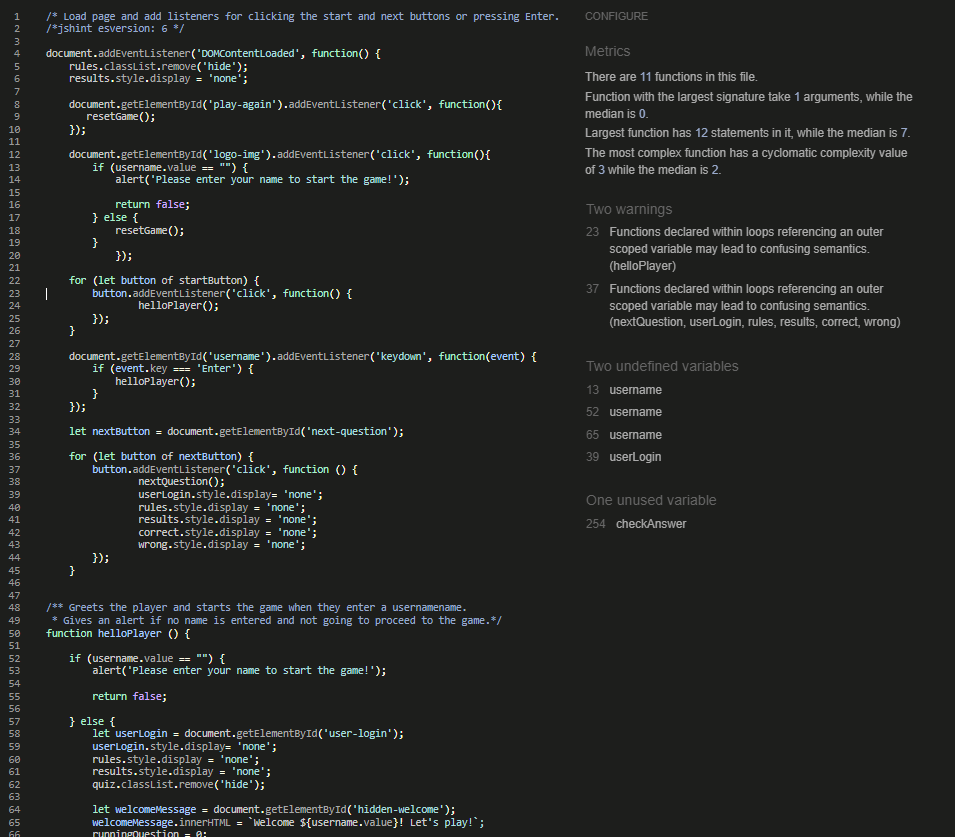 1 /* Load page and add listeners for clicking the start and next buttons or pressing Enter.
2 /*jshint esversion: 6 */
3
4 document.addEventListener('DOMContentLoaded', function() {
5 rules.classList.remove('hide');
6 results.style.display = 'none';
7
8 document.getElementById('play-again').addEventListener('click', function(){
9 resetGame();
10 });
11
12 document.getElementById('logo-img').addEventListener('click', function(){
13 if (username.value == "") {
14 alert('Please enter your name to start the game!');
15
16 return false;
17 } else {
18 resetGame();
19 }
20 });
21
22 for (let button of startButton) {
23 button.addEventListener('click', function() {
24 helloPlayer();
25 });
26 }
27
28 document.getElementById('username').addEventListener('keydown', function(event) {
29 if (event.key === 'Enter') {
30 helloPlayer();
31 }
32 });
33
34 let nextButton = document.getElementById('next-question');
35
36 for (let button of nextButton) {
37 button.addEventListener('click', function () {
38 nextQuestion();
39 userLogin.style.display= 'none';
40 rules.style.display = 'none';
41 results.style.display = 'none';
42 correct.style.display = 'none';
43 wrong.style.display = 'none';
44 });
45 }
46
47
48 /** Greets the player and starts the game when they enter a usernamename.
49 * Gives an alert if no name is entered and not going to proceed to the game.*/
50 function helloPlayer () {
51
52 if (username.value == "") {
53 alert('Please enter your name to start the game!');
54
55 return false;
56
57 } else {
58 let userLogin = document.getElementById('user-login');
59 userLogin.style.display= 'none';
60 rules.style.display = 'none';
61 results.style.display = 'none';
62 quiz.classList.remove('hide');
63
64 let welcomeMessage = document.getElementById('hidden-welcome');
65 welcomeMessage.innerHTML = `Welcome ${username.value}! Let's play!`;
66 runningQuestion = 0;
CONFIGURE
Metrics
There are 11 functions in this file.
Function with the largest signature take 1 arguments, while the
median is 0.
Largest function has 12 statements in it, while the median is 7.
The most complex function has a cyclomatic complexity value
of 3 while the median is 2.
Two warnings
23 Functions declared within loops referencing an outer
scoped variable may lead to confusing semantics.
(helloPlayer)
37 Functions declared within loops referencing an outer
scoped variable may lead to confusing semantics.
(nextQuestion, userLogin, rules, results, correct, wrong)
Two undefined variables
13 username
52 username
65 username
39 userLogin
One unused variable
254 checkAnswer